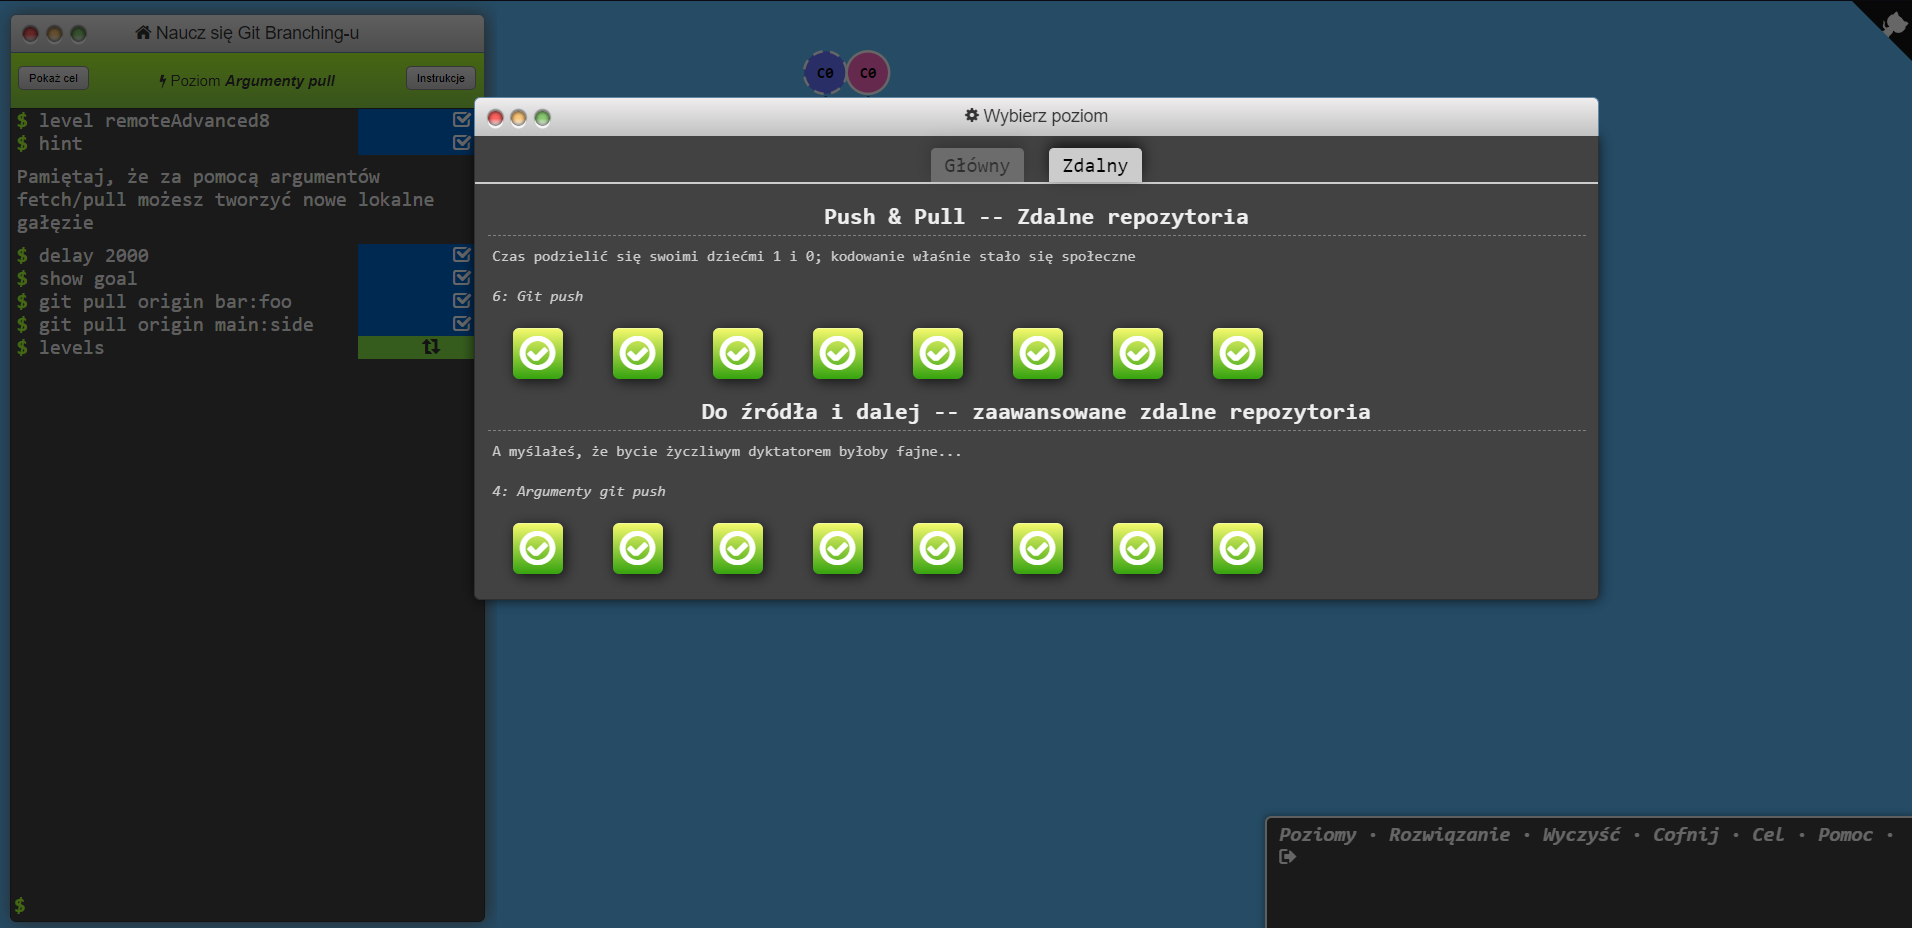 Naucz się Git Branching-u
Pokaż cel
Poziom Argumenty pull
Instrukcje
$ level remoteAdvanced8
$ hint
Pamiętaj, że za pomocą argumentów
fetch/pull możesz tworzyć nowe lokalne
gałęzie
$ delay 2000
$ show goal
$ git pull origin bar:foo
$ git pull origin main:side
$ levels
$
C0
C0
Wybierz poziom
Główny
Zdalny
Push & Pull -- Zdalne repozytoria
Czas podzielić się swoimi dziećmi 1 i 0; kodowanie właśnie stało się społeczne
6: Git push
Do źródła i dalej -- zaawansowane zdalne repozytoria
A myślałeś, że bycie życzliwym dyktatorem byłoby fajne...
4: Argumenty git push
Poziomy · Rozwiązanie · Wyczyść · Cofnij · Cel · Pomoc ·